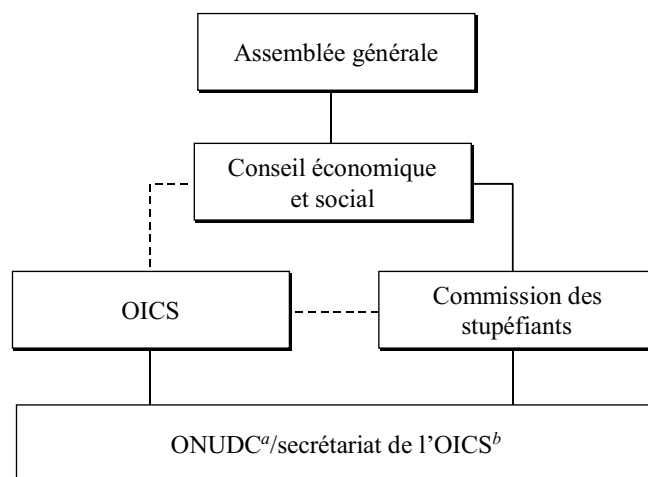 Assemblée générale
Conseil économique
et social
OICS
Commission des
stupéfiants
ONUDCa/secrétariat de l’OICSb